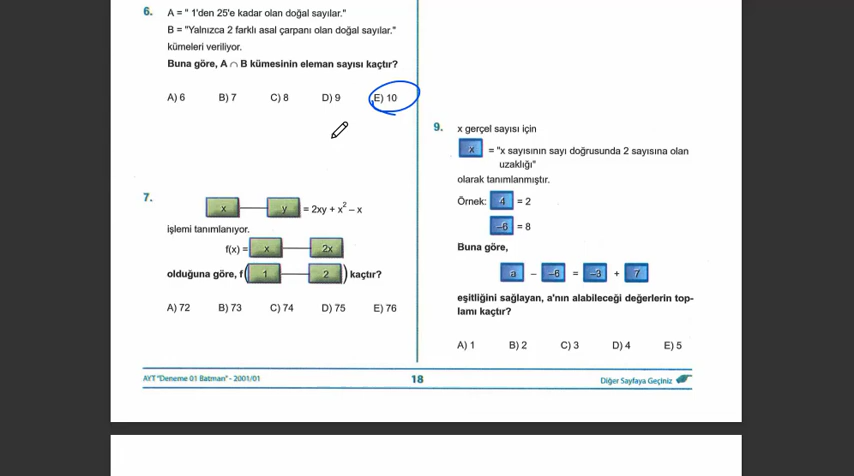 6. A = " 1'den 25'e kadar olan doğal sayılar."
B = "Yalnızca 2 farklı asal çarpanı olan doğal sayılar."
kümeleri veriliyor.
Buna göre, A ∩ B kümesinin eleman sayısı kaçtır?
A) 6 B) 7 C) 8 D) 9 E) 10
7. x y = 2xy + x² – x
işlemi tanımlanıyor.
f(x) = x 2x
olduğuna göre, f( 1 2 ) kaçtır?
A) 72 B) 73 C) 74 D) 75 E) 76
9. x gerçel sayısı için
x = "x sayısının sayı doğrusunda 2 sayısına olan
uzaklığı"
olarak tanımlanmıştır.
Örnek: 4 = 2
–6 = 8
Buna göre,
a – –6 = –3 + 7
eşitliğini sağlayan, a'nın alabileceği değerlerin top-
lamı kaçtır?
A) 1 B) 2 C) 3 D) 4 E) 5
AYT "Deneme 01 Batman" - 2001/01
18
Diğer Sayfaya Geçiniz